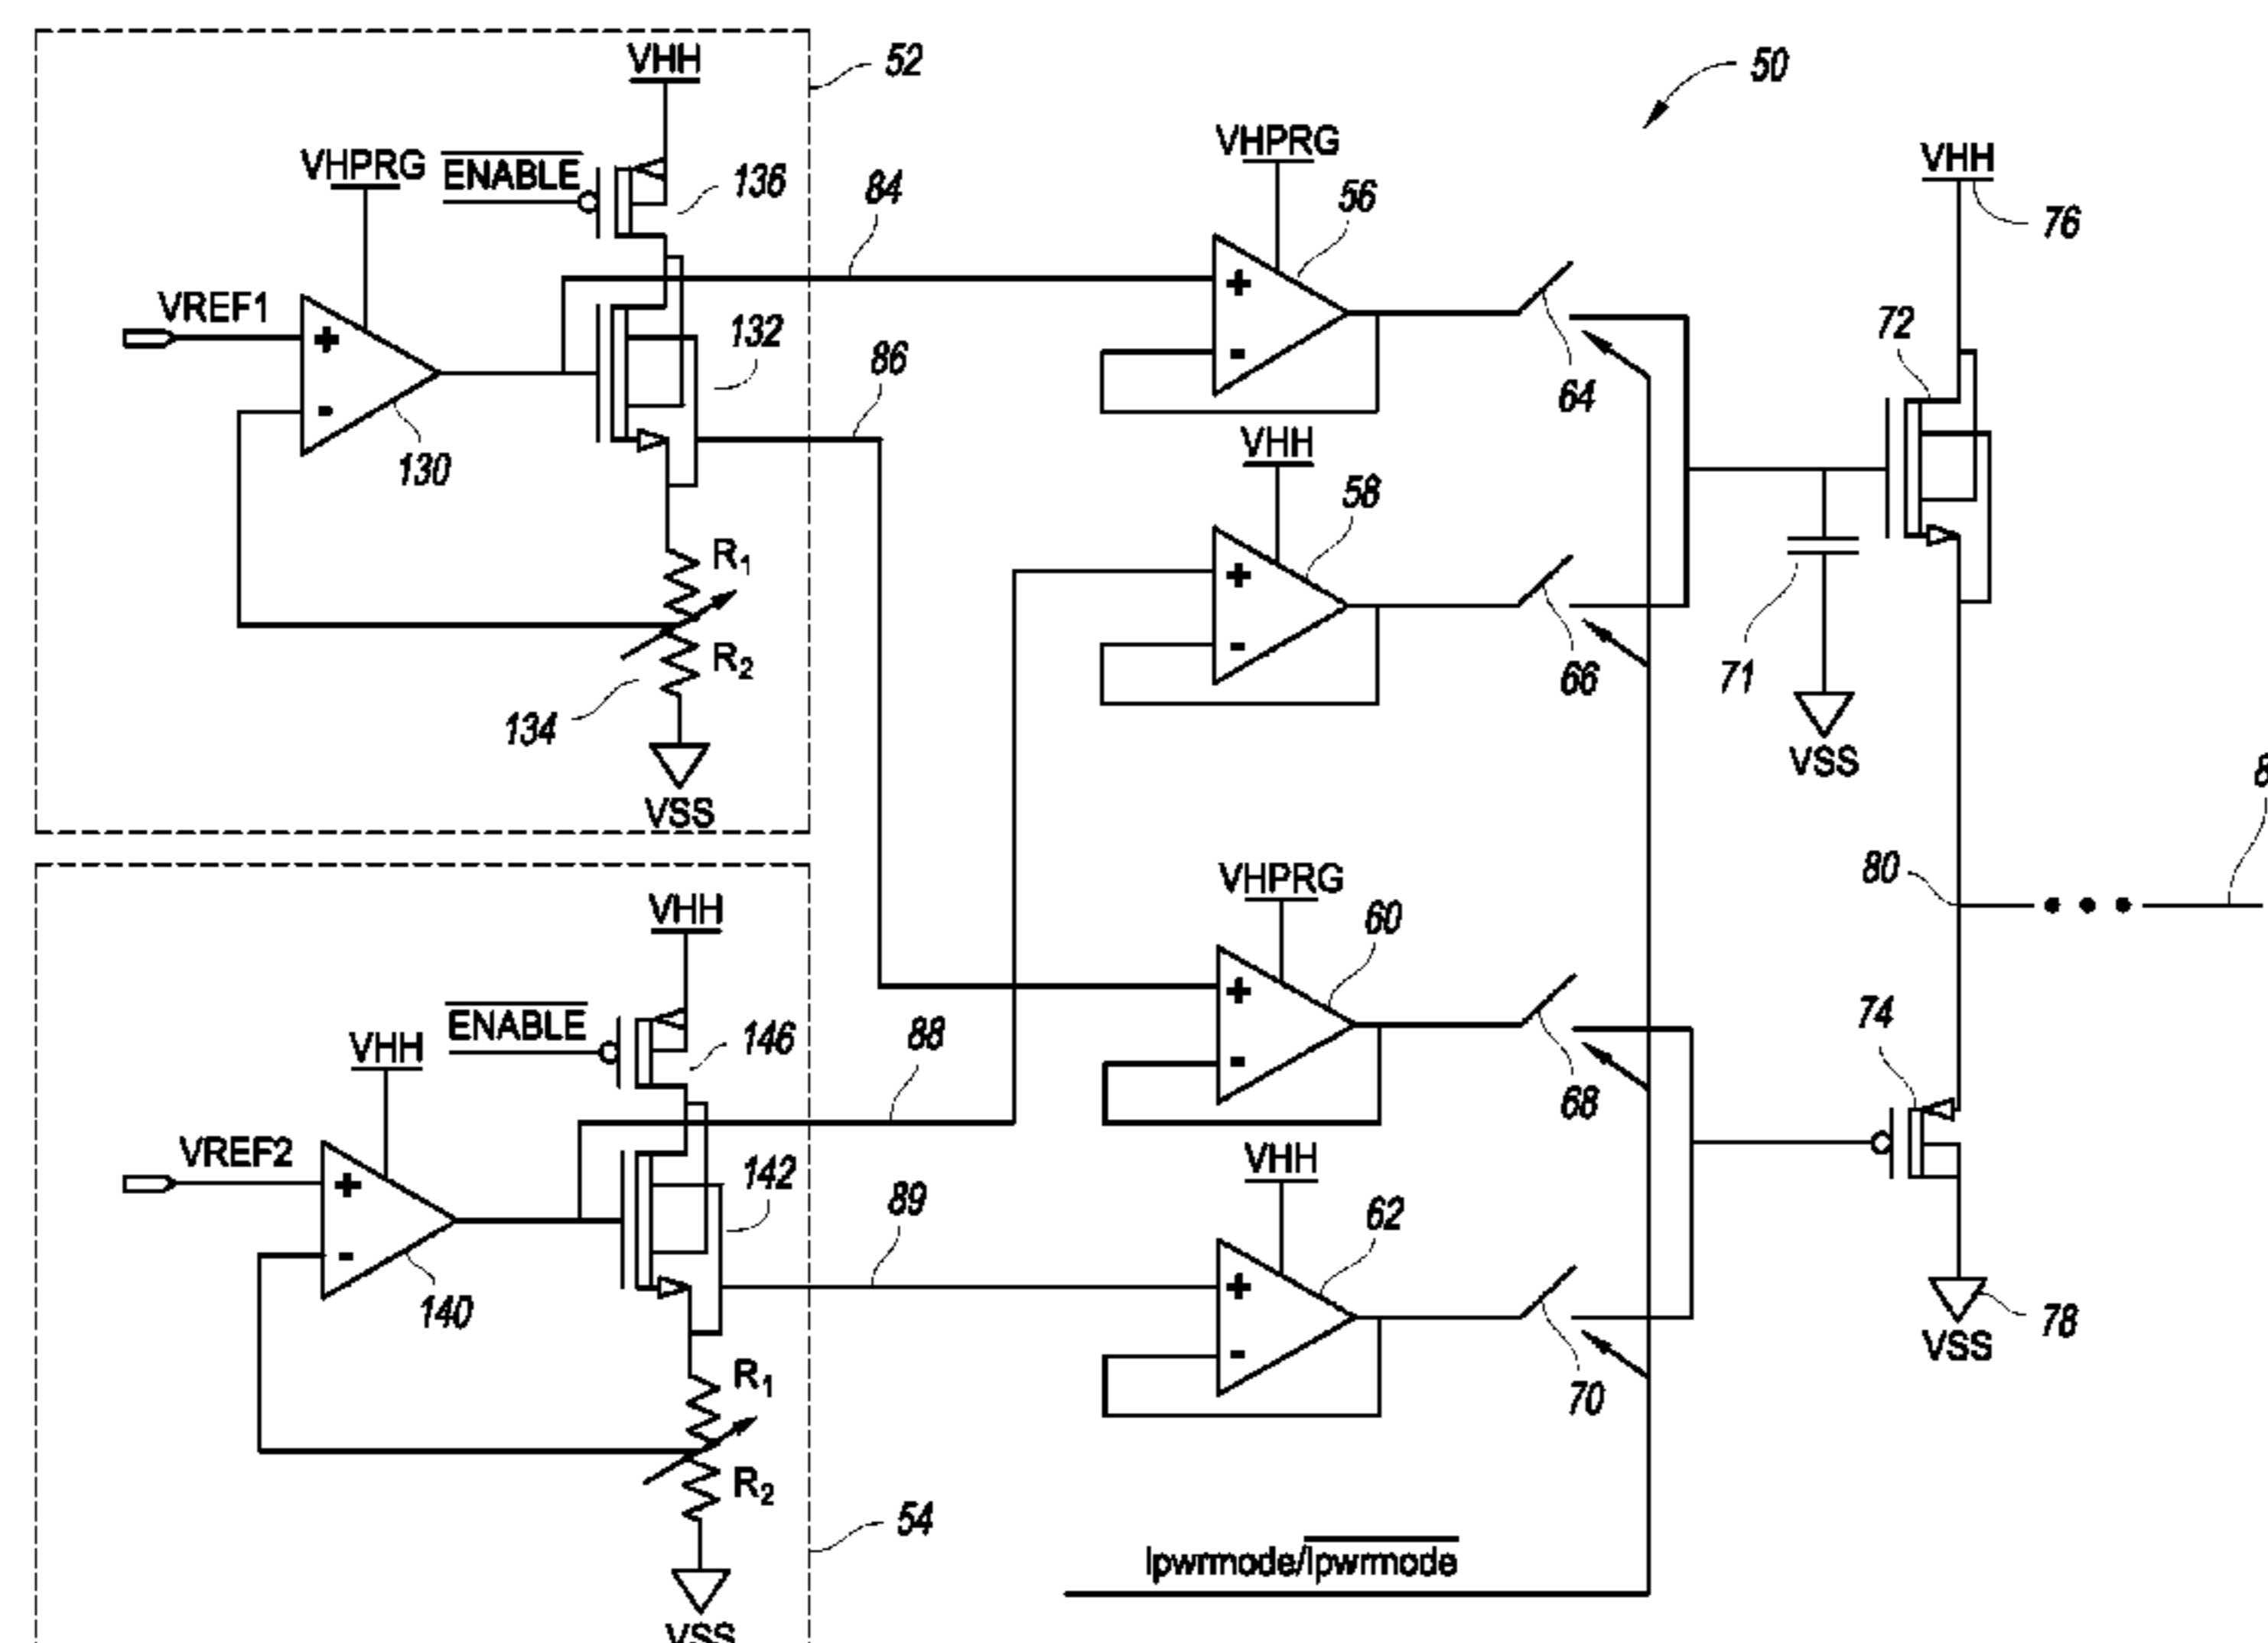 VHH
52
50
VHPRG
ENABLE
136
84
VHPRG
56
VHH
76
VREF1
+
-
130
132
86
+
-
64
72
VHH
58
R1
R2
134
VSS
+
-
66
71
VSS
8
80
VHH
VHPRG
60
ENABLE
146
88
VHH
+
-
68
74
VREF2
+
-
140
142
89
VHH
62
+
-
70
VSS
78
R1
R2
54
VSS
lpwrmode/lpwrmode